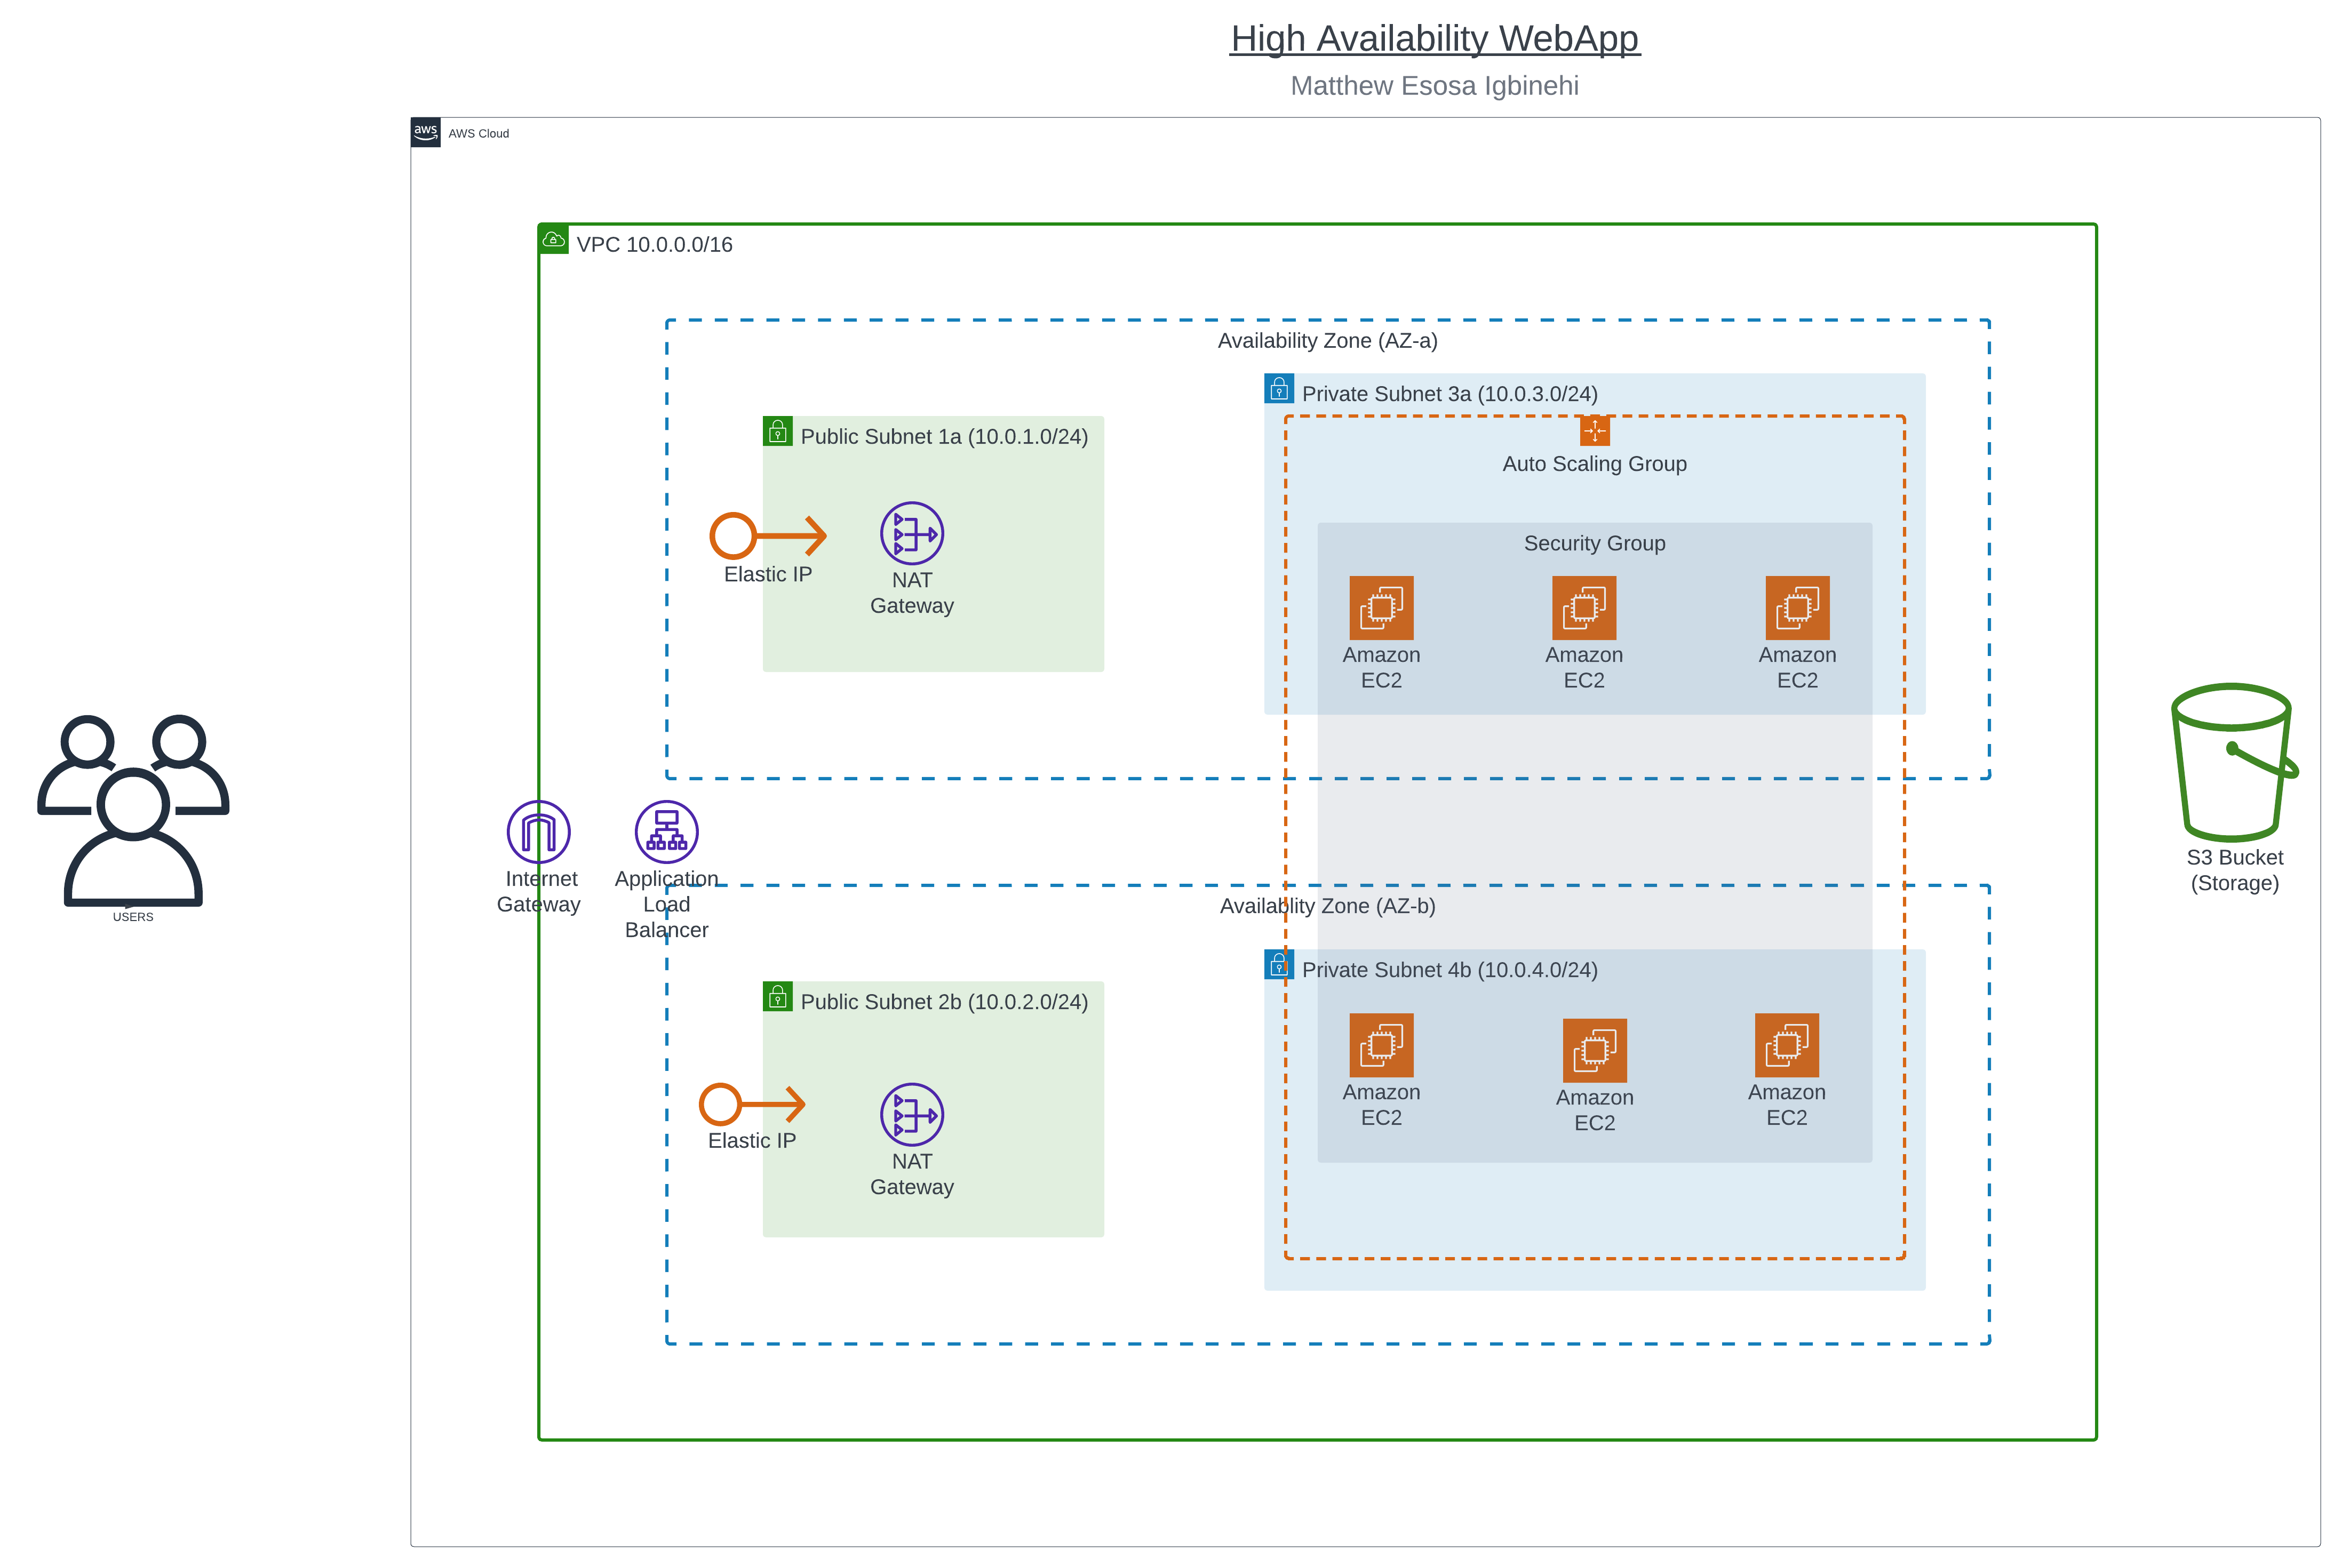 High Availability WebApp
Matthew Esosa Igbinehi
aws
AWS Cloud
VPC 10.0.0.0/16
Availability Zone (AZ-a)
Private Subnet 3a (10.0.3.0/24)
Public Subnet 1a (10.0.1.0/24)
Auto Scaling Group
Elastic IP
NAT
Gateway
Security Group
Amazon
EC2
Amazon
EC2
Amazon
EC2
USERS
Internet
Gateway
Application
Load
Balancer
S3 Bucket
(Storage)
Availablity Zone (AZ-b)
Private Subnet 4b (10.0.4.0/24)
Public Subnet 2b (10.0.2.0/24)
Elastic IP
NAT
Gateway
Amazon
EC2
Amazon
EC2
Amazon
EC2